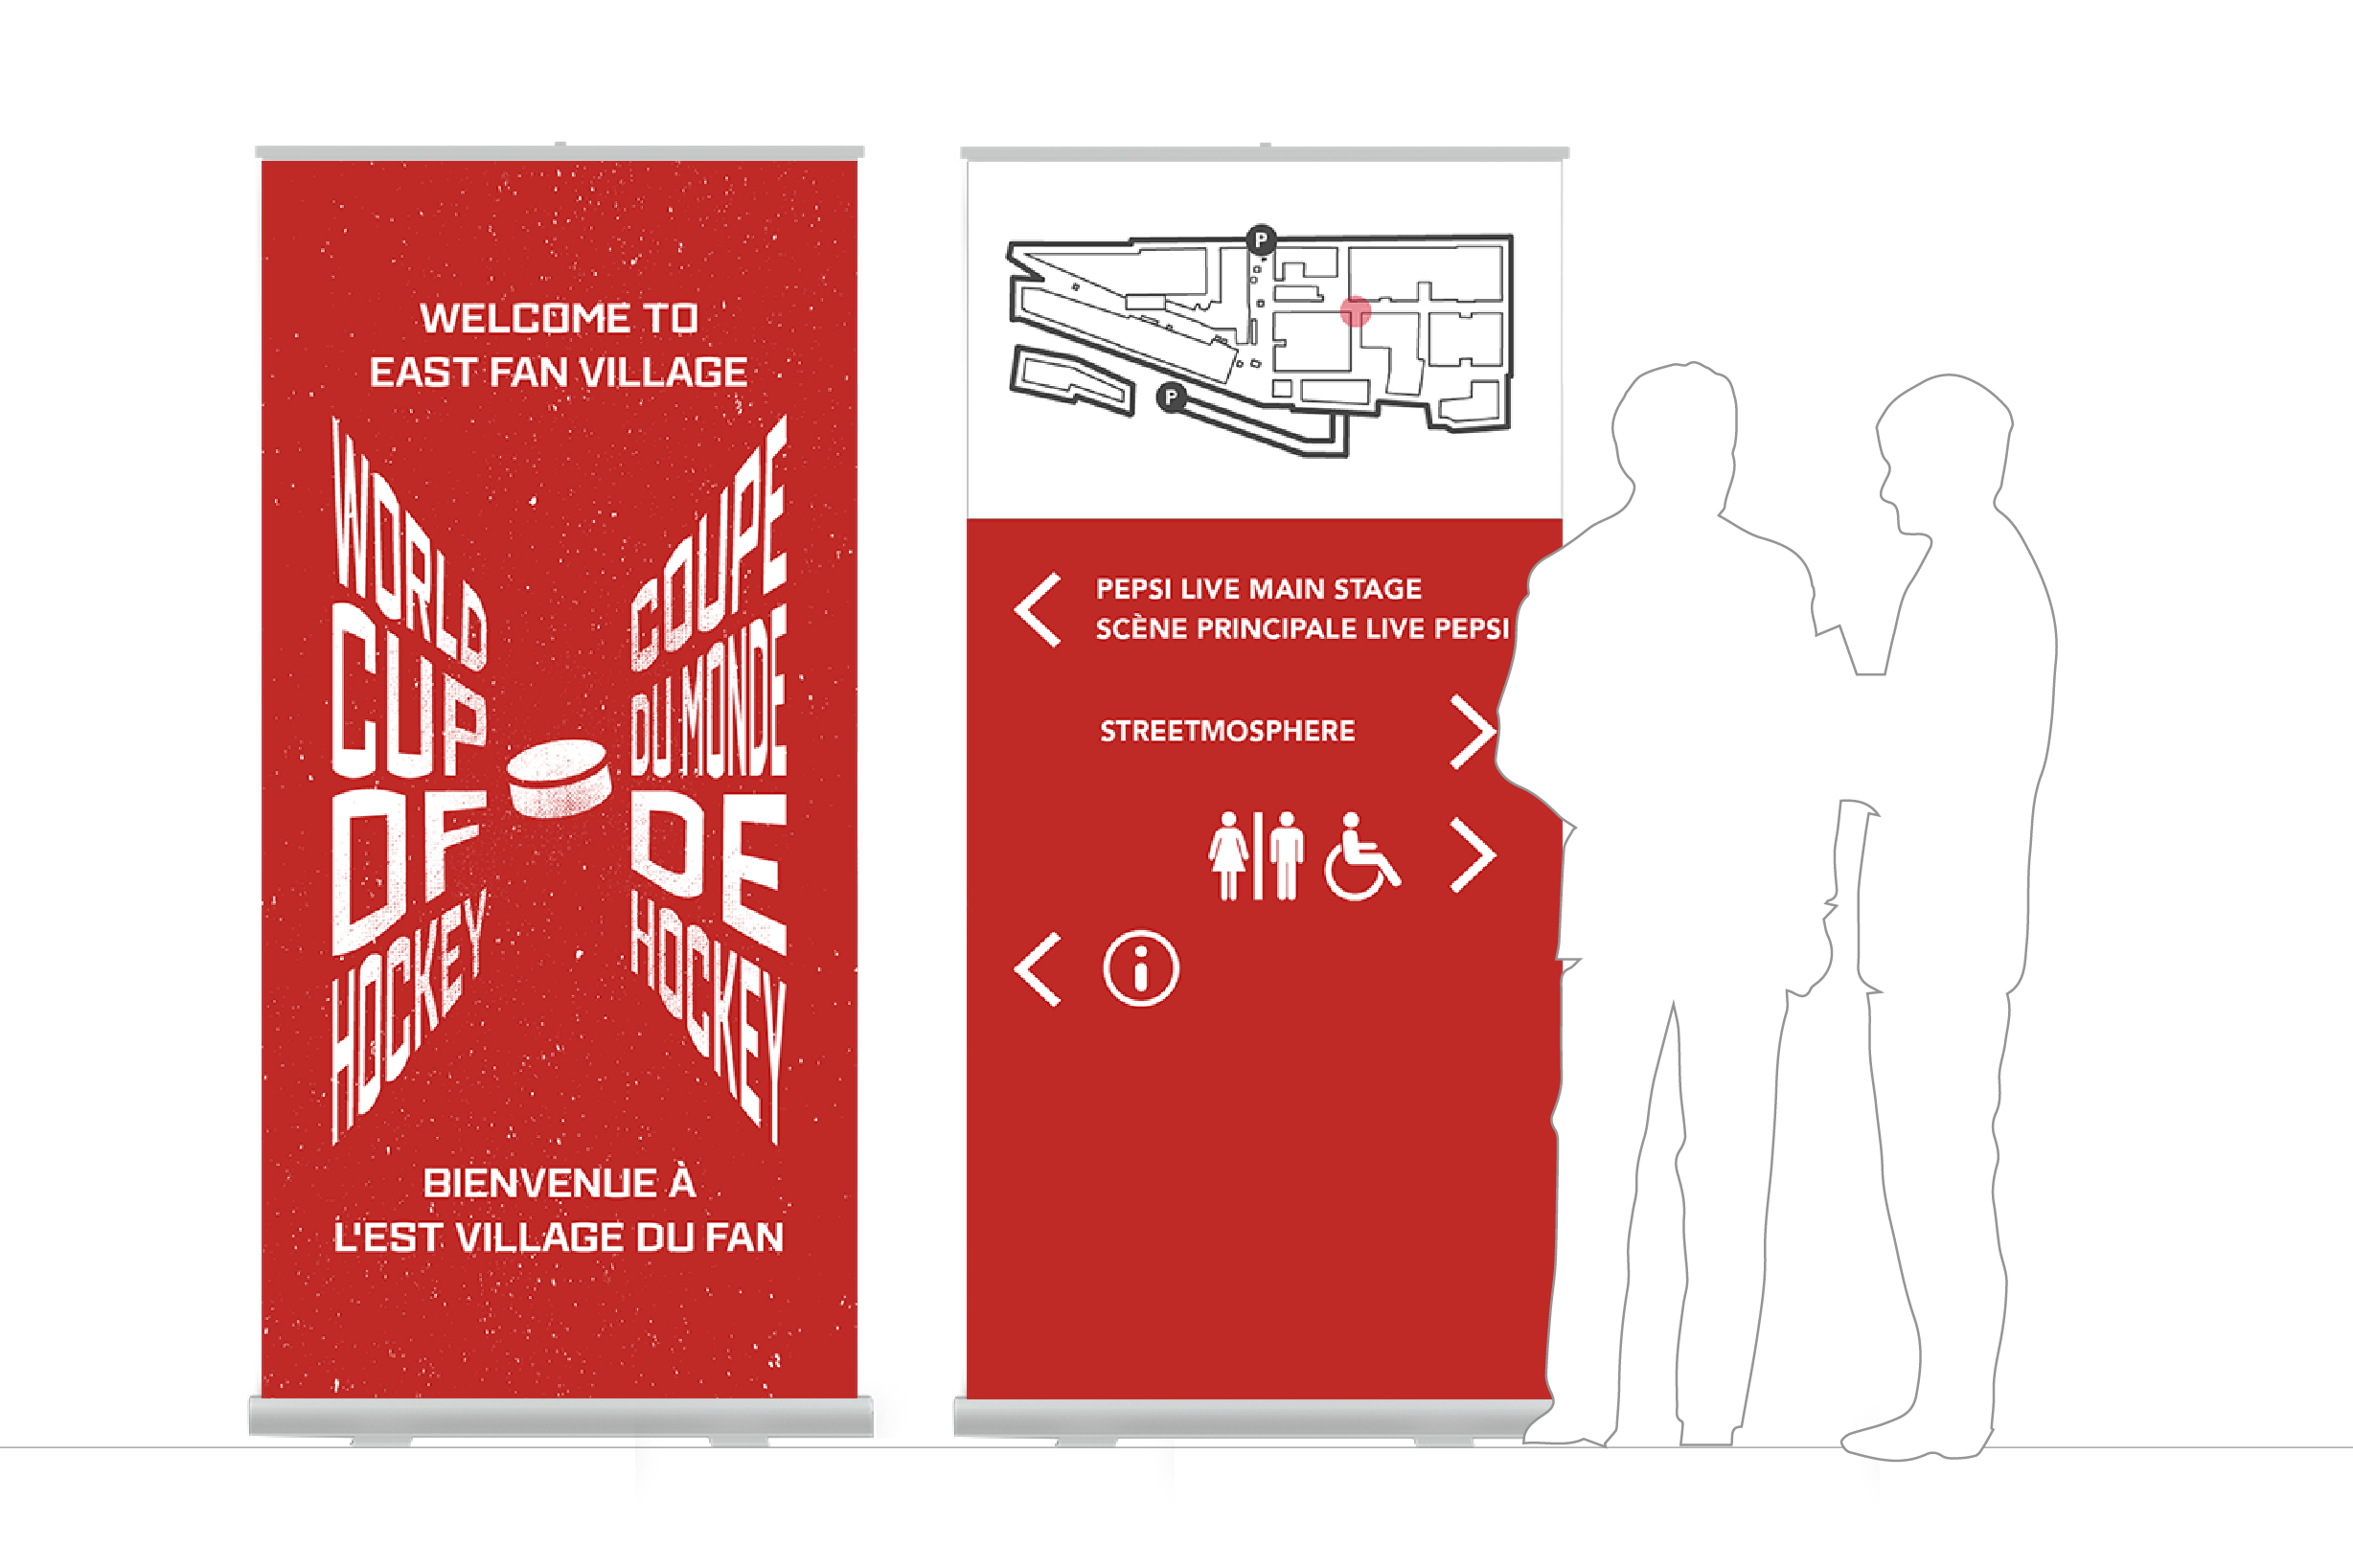 WELCOME TO
EAST FAN VILLAGE
WORLD
CUP
OF
HOCKEY
COUPE
DU MONDE
DE
HOCKEY
BIENVENUE À
L'EST VILLAGE DU FAN
P
P
PEPSI LIVE MAIN STAGE
SCÈNE PRINCIPALE LIVE PEPSI
STREETMOSPHERE
i